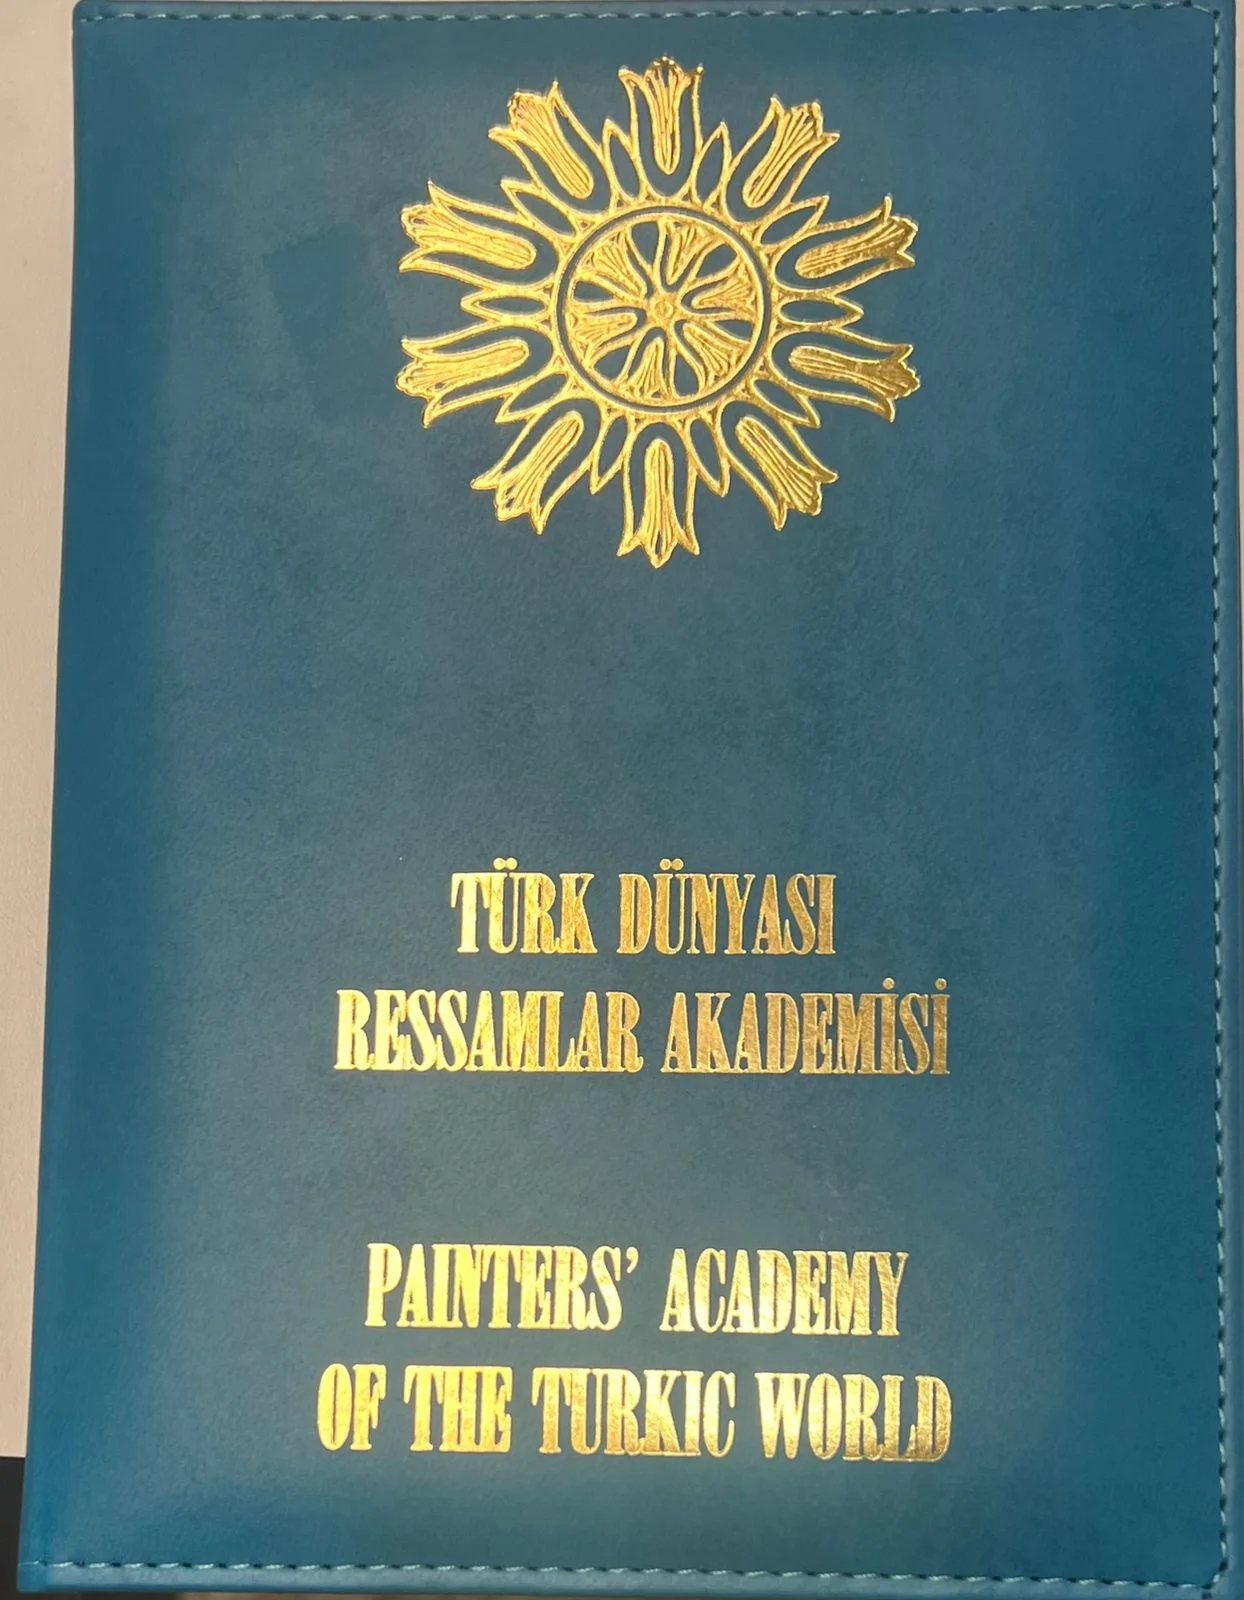 TÜRK DÜNYASI
RESSAMLAR AKADEMİSİ
PAINTERS’ ACADEMY
OF THE TURKIC WORLD